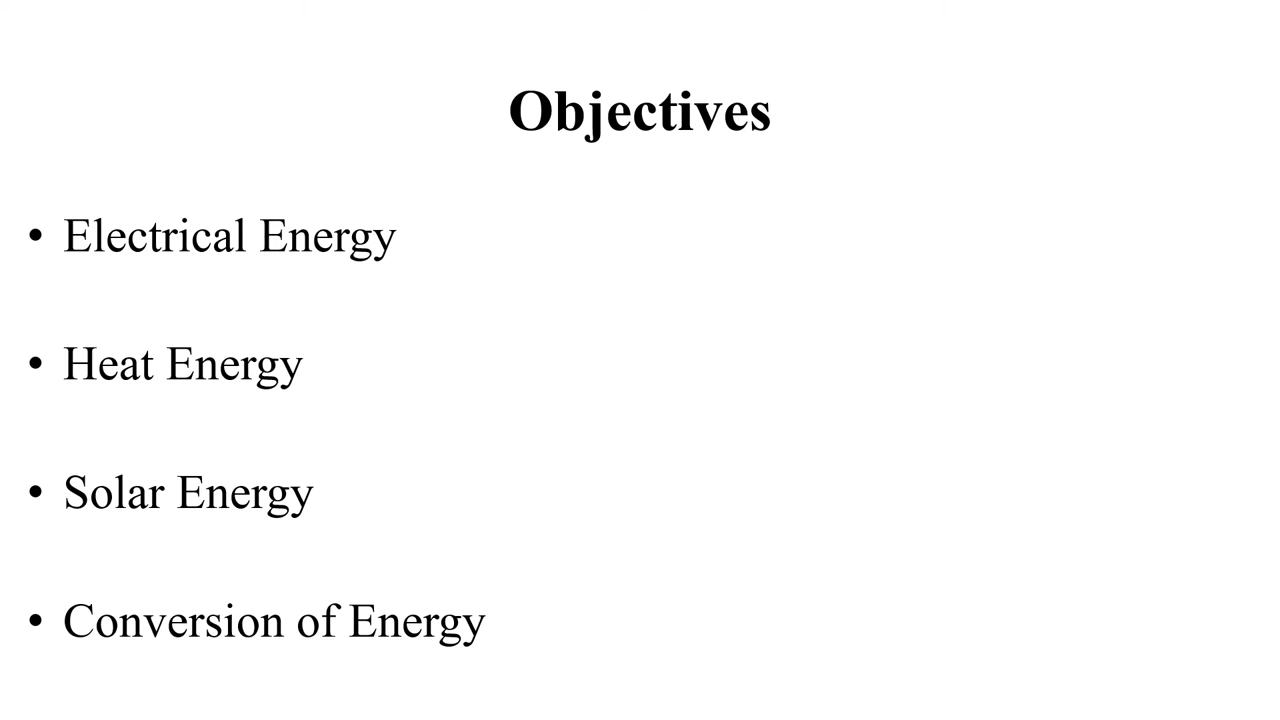 Objectives
• Electrical Energy
• Heat Energy
• Solar Energy
• Conversion of Energy